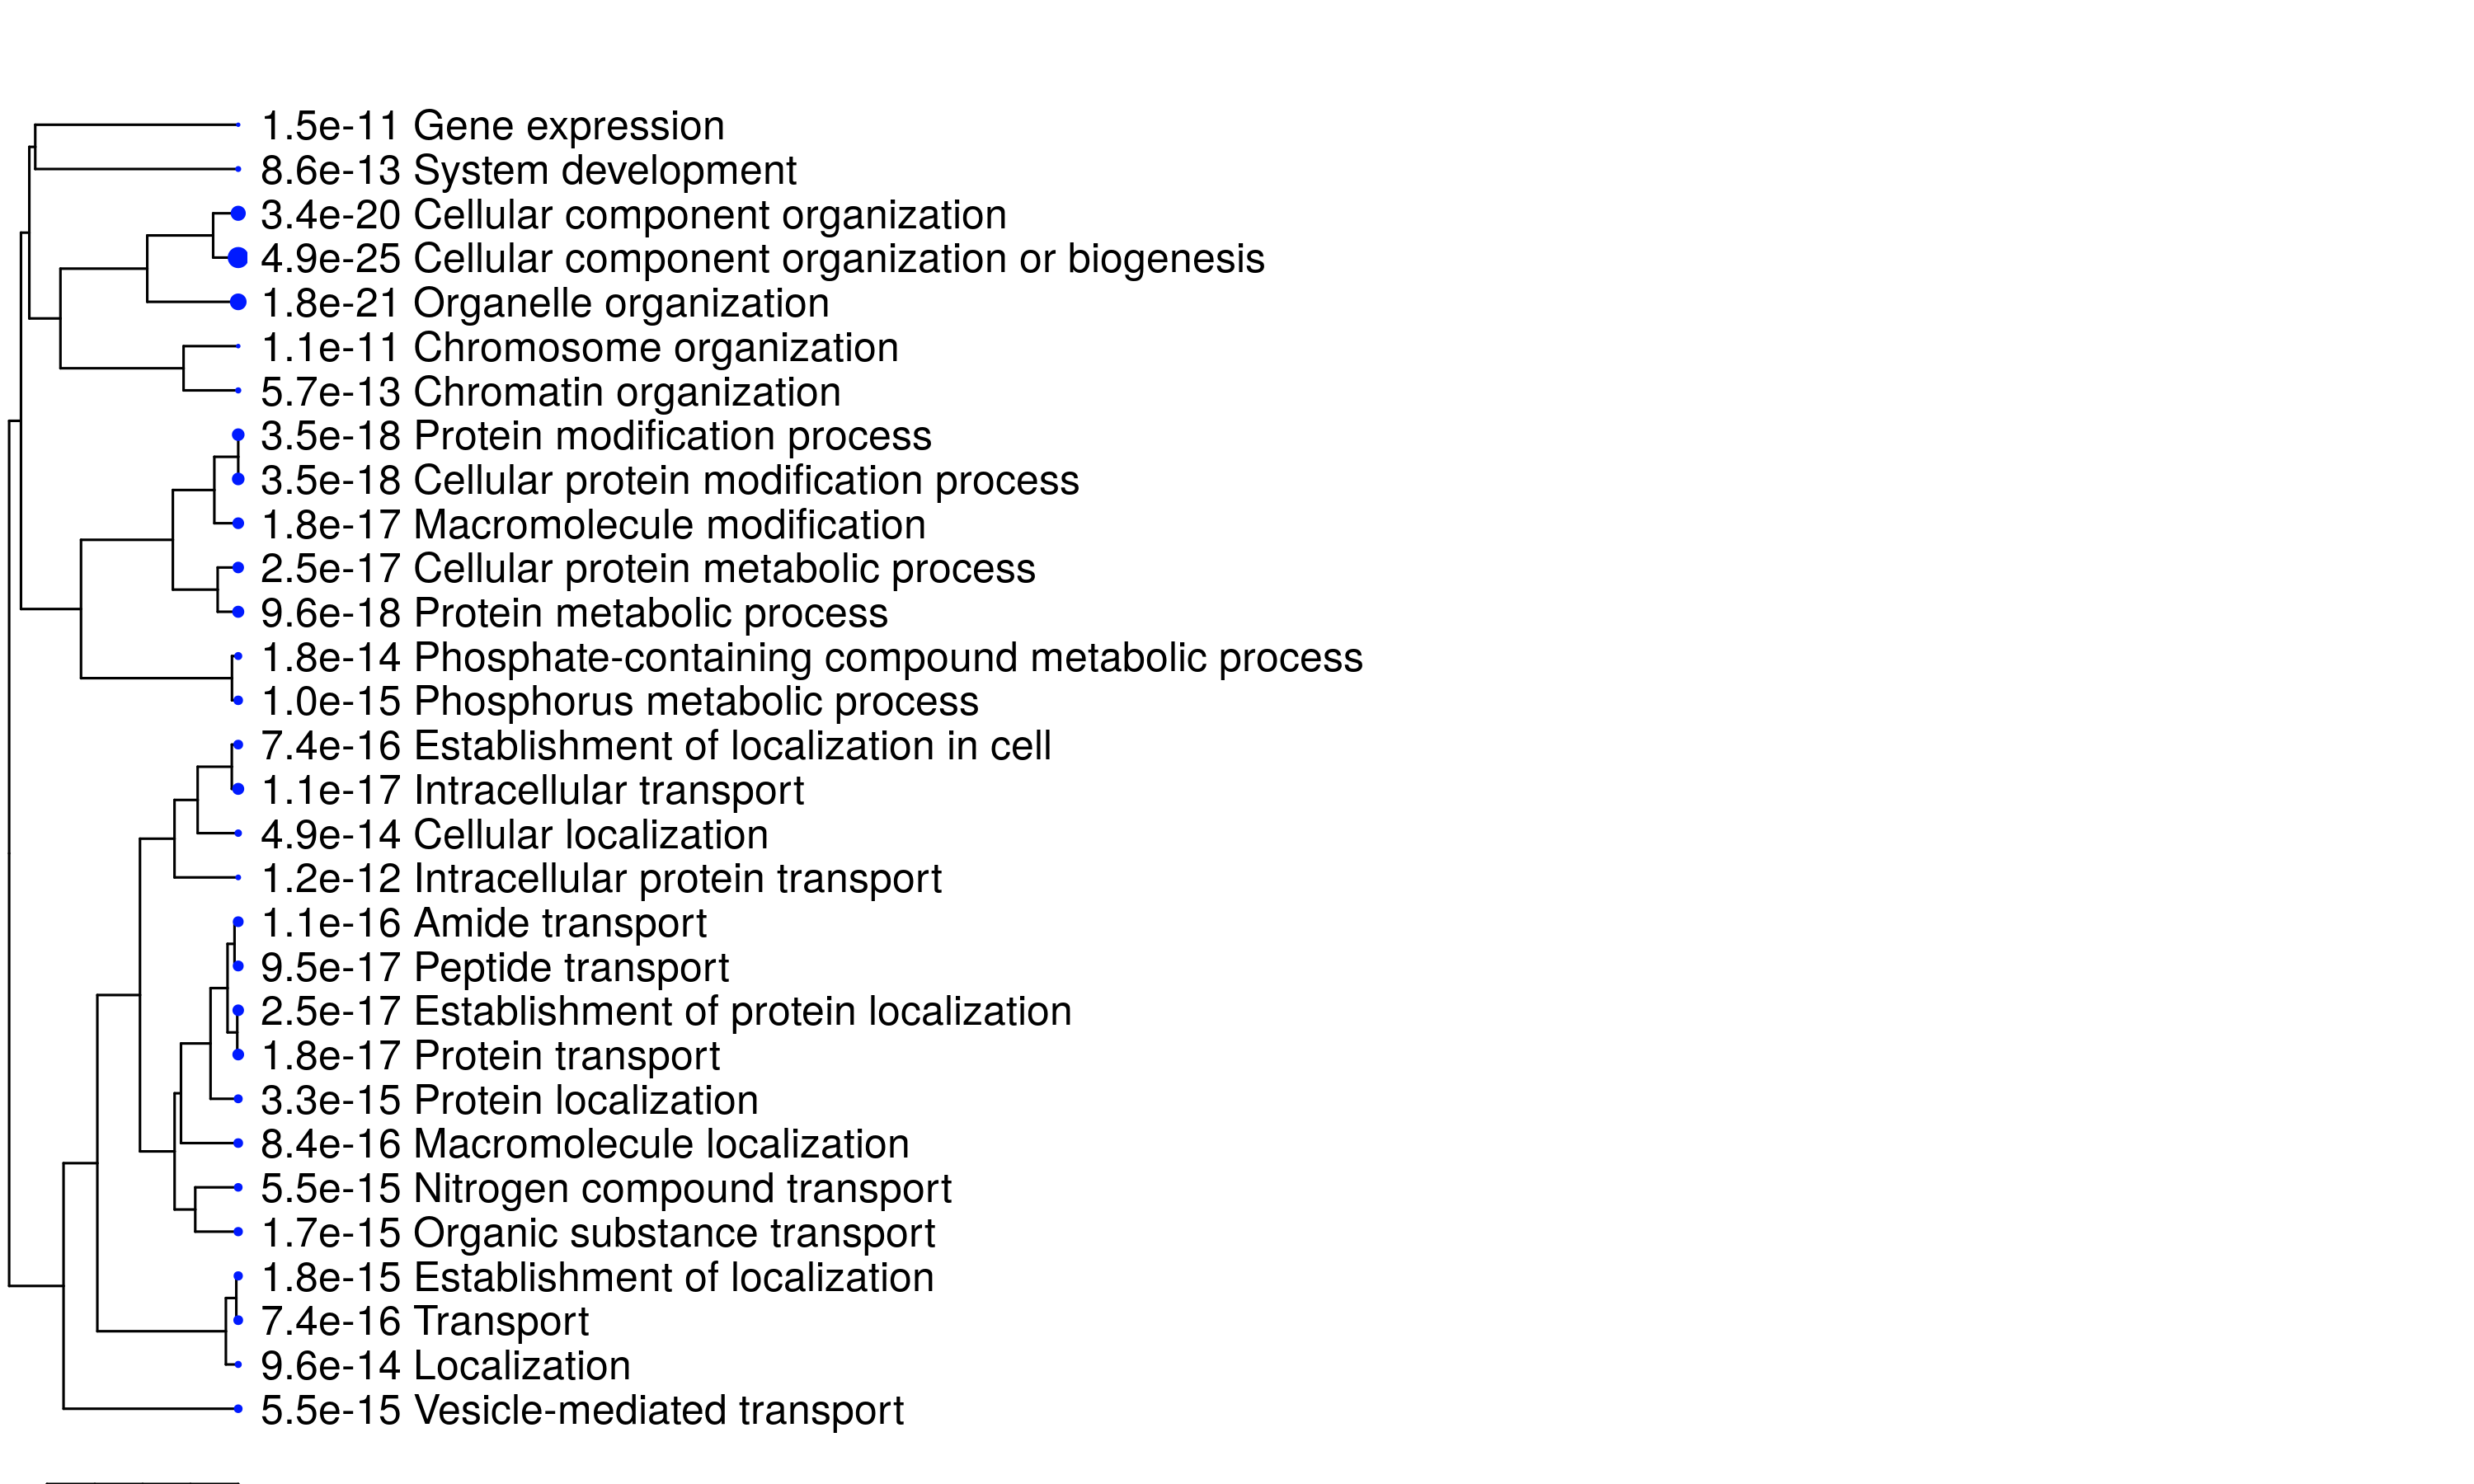 1.5e-11 Gene expression
8.6e-13 System development
3.4e-20 Cellular component organization
4.9e-25 Cellular component organization or biogenesis
1.8e-21 Organelle organization
1.1e-11 Chromosome organization
5.7e-13 Chromatin organization
3.5e-18 Protein modification process
3.5e-18 Cellular protein modification process
1.8e-17 Macromolecule modification
2.5e-17 Cellular protein metabolic process
9.6e-18 Protein metabolic process
1.8e-14 Phosphate-containing compound metabolic process
1.0e-15 Phosphorus metabolic process
7.4e-16 Establishment of localization in cell
1.1e-17 Intracellular transport
4.9e-14 Cellular localization
1.2e-12 Intracellular protein transport
1.1e-16 Amide transport
9.5e-17 Peptide transport
2.5e-17 Establishment of protein localization
1.8e-17 Protein transport
3.3e-15 Protein localization
8.4e-16 Macromolecule localization
5.5e-15 Nitrogen compound transport
1.7e-15 Organic substance transport
1.8e-15 Establishment of localization
7.4e-16 Transport
9.6e-14 Localization
5.5e-15 Vesicle-mediated transport